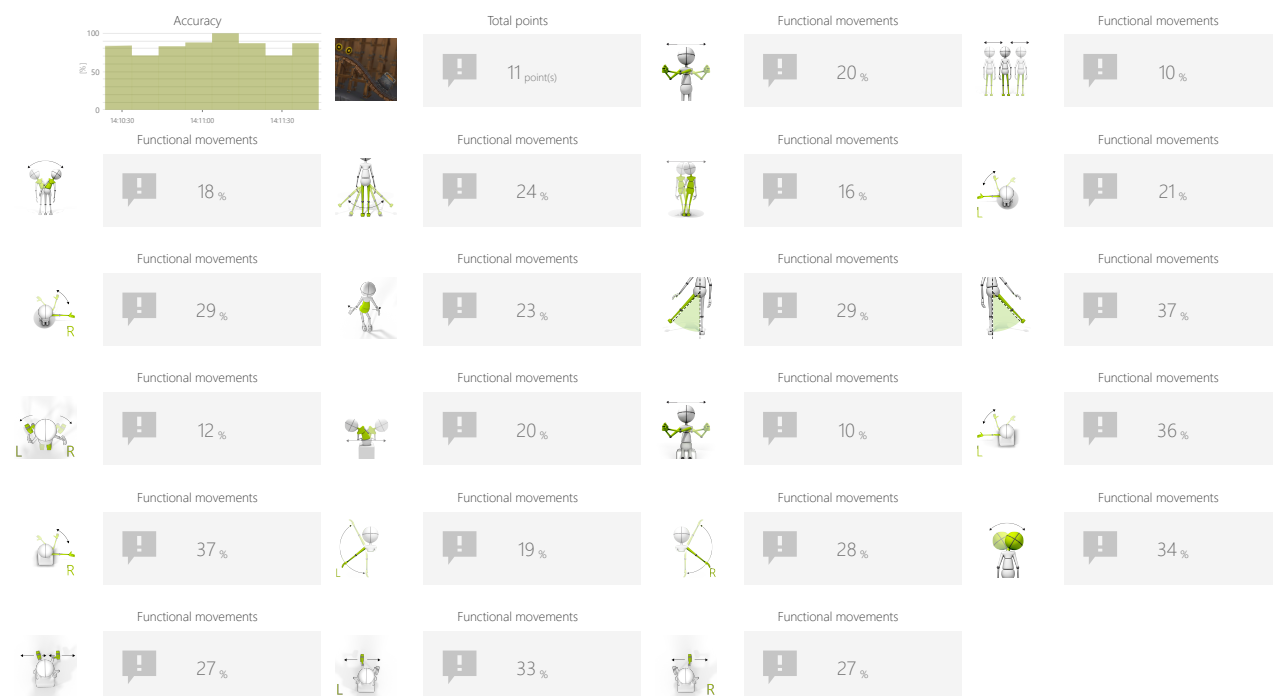 Accuracy
Total points
Functional movements
Functional movements
100
[%]
50
0
14:10:30
14:11:00
14:11:30
11 point(s)
20 %
10 %
Functional movements
Functional movements
Functional movements
Functional movements
18 %
24 %
16 %
21 %
L
Functional movements
Functional movements
Functional movements
Functional movements
29 %
23 %
29 %
37 %
R
Functional movements
Functional movements
Functional movements
Functional movements
12 %
20 %
10 %
36 %
L
R
L
Functional movements
Functional movements
Functional movements
Functional movements
37 %
19 %
28 %
34 %
R
L
R
Functional movements
Functional movements
Functional movements
27 %
33 %
27 %
L
R